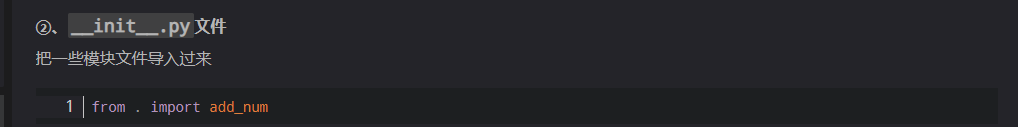 ②、__init__.py文件
把一些模块文件导入过来
1 from . import add_num